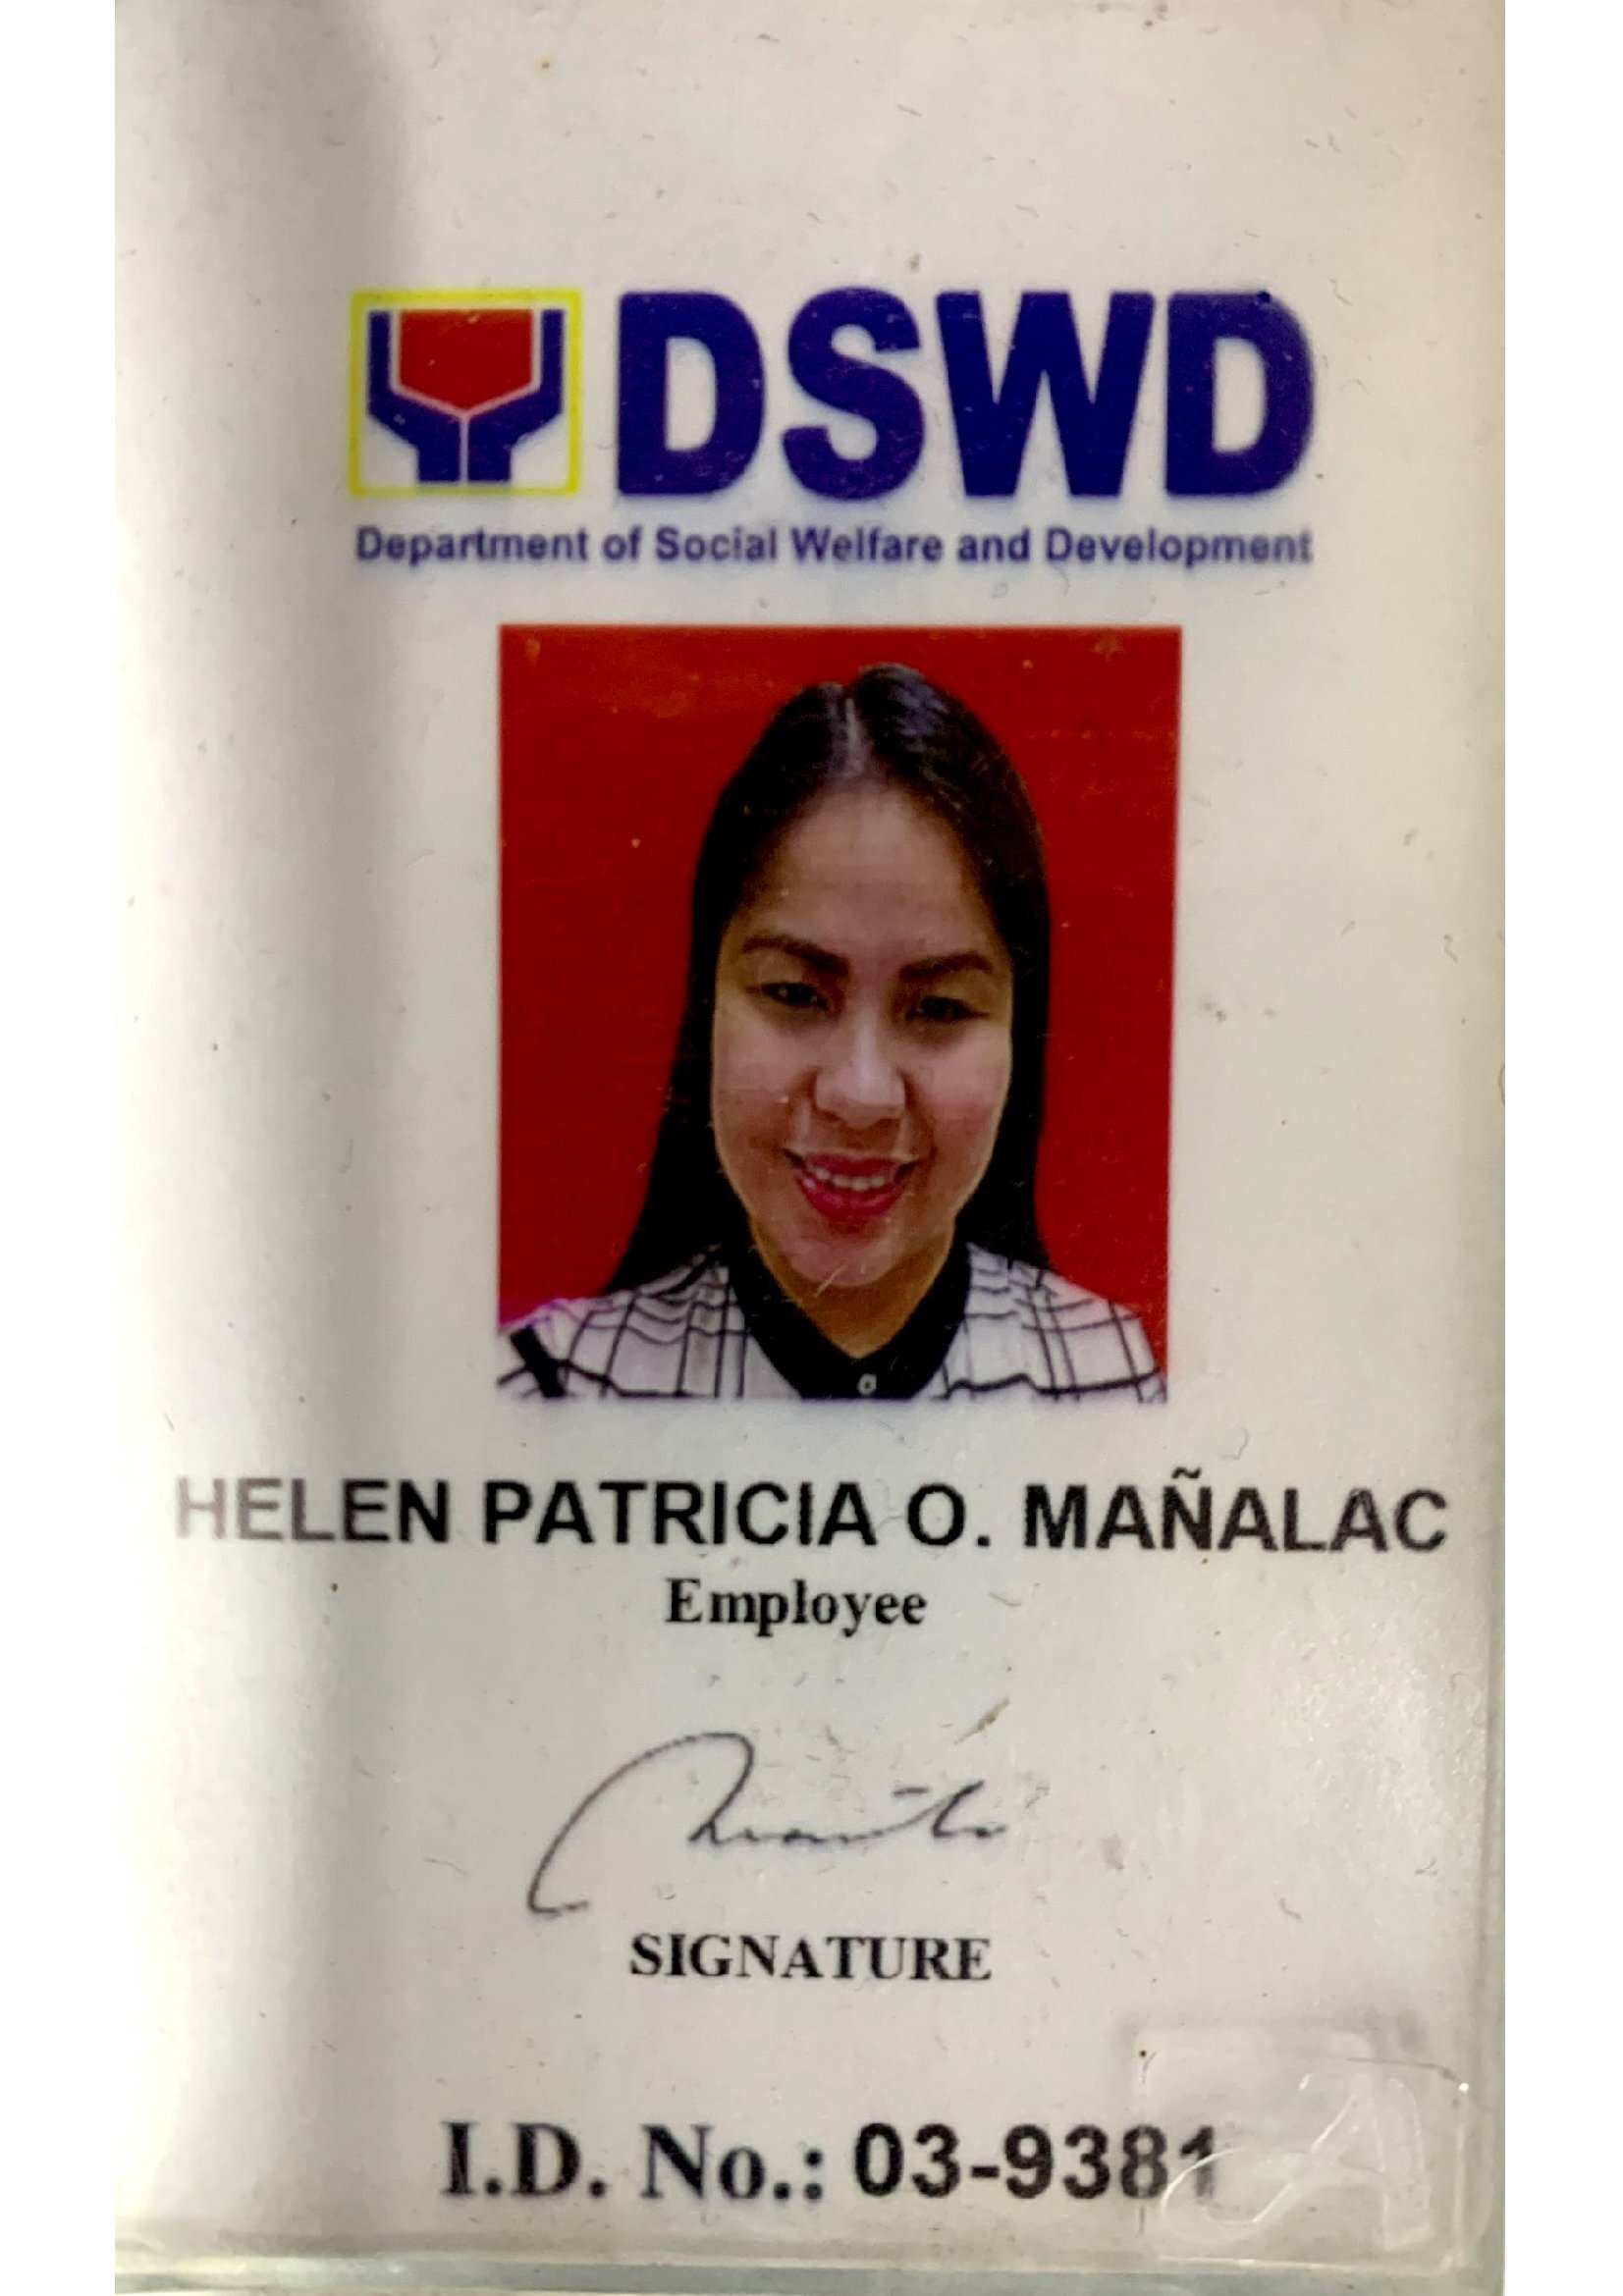 DSWD
Department of Social Welfare and Development
HELEN PATRICIA O. MAÑALAC
Employee
SIGNATURE
I.D. No.: 03-9381